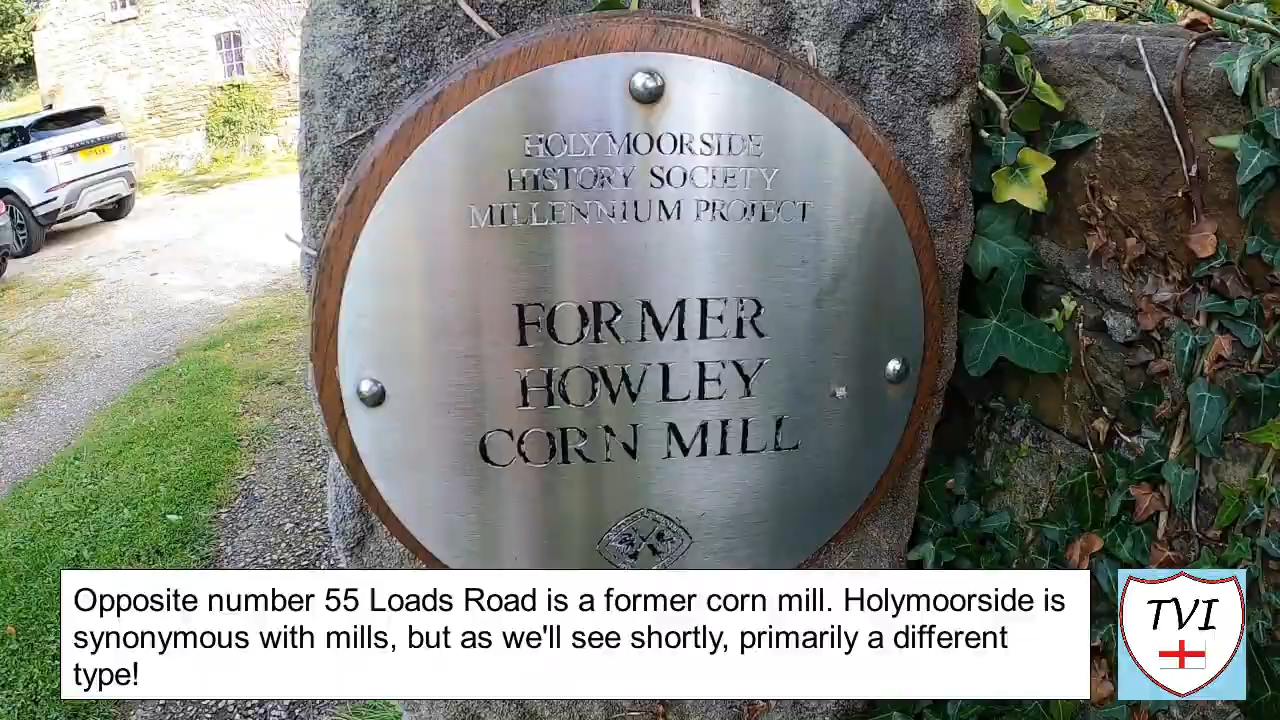 HOLYMOORSIDE
HISTORY SOCIETY
MILLENNIUM PROJECT
FORMER
HOWLEY
CORN MILL
Opposite number 55 Loads Road is a former corn mill. Holymoorside is
synonymous with mills, but as we'll see shortly, primarily a different
type!
TVI